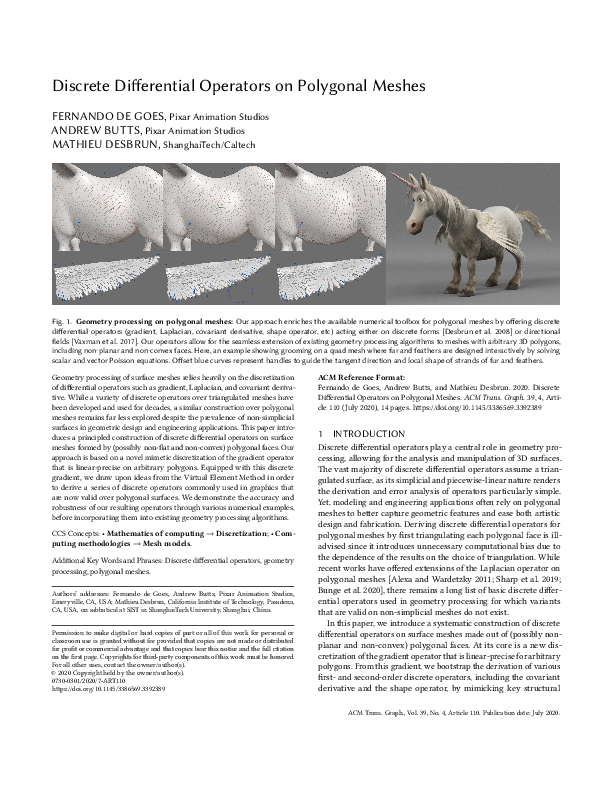 Discrete Differential Operators on Polygonal Meshes
FERNANDO DE GOES, Pixar Animation Studios
ANDREW BUTTS, Pixar Animation Studios
MATHIEU DESBRUN, ShanghaiTech/Caltech
Fig. 1. Geometry processing on polygonal meshes: Our approach enriches the available numerical toolbox for polygonal meshes by offering discrete
differential operators (gradient, Laplacian, covariant derivative, shape operator, etc) acting either on discrete forms [Desbrun et al. 2008] or directional
fields [Vaxman et al. 2017]. Our operators allow for the seamless extension of existing geometry processing algorithms to meshes with arbitrary 3D polygons,
including non-planar and non-convex faces. Here, an example showing grooming on a quad mesh where fur and feathers are designed interactively by solving
scalar and vector Poisson equations. Offset blue curves represent handles to guide the tangent direction and local shape of strands of fur and feathers.
Geometry processing of surface meshes relies heavily on the discretization
of differential operators such as gradient, Laplacian, and covariant deriva-
tive. While a variety of discrete operators over triangulated meshes have
been developed and used for decades, a similar construction over polygonal
meshes remains far less explored despite the prevalence of non-simplicial
surfaces in geometric design and engineering applications. This paper intro-
duces a principled construction of discrete differential operators on surface
meshes formed by (possibly non-flat and non-convex) polygonal faces. Our
approach is based on a novel mimetic discretization of the gradient operator
that is linear-precise on arbitrary polygons. Equipped with this discrete
gradient, we draw upon ideas from the Virtual Element Method in order
to derive a series of discrete operators commonly used in graphics that
are now valid over polygonal surfaces. We demonstrate the accuracy and
robustness of our resulting operators through various numerical examples,
before incorporating them into existing geometry processing algorithms.
CCS Concepts: • Mathematics of computing → Discretization; • Com-
puting methodologies → Mesh models.
Additional Key Words and Phrases: Discrete differential operators, geometry
processing, polygonal meshes.
Authors' addresses: Fernando de Goes, Andrew Butts, Pixar Animation Studios,
Emeryville, CA, USA; Mathieu Desbrun, California Institute of Technology, Pasadena,
CA, USA, on sabbatical at SIST in ShanghaiTech University, Shanghai, China.
Permission to make digital or hard copies of part or all of this work for personal or
classroom use is granted without fee provided that copies are not made or distributed
for profit or commercial advantage and that copies bear this notice and the full citation
on the first page. Copyrights for third-party components of this work must be honored.
For all other uses, contact the owner/author(s).
© 2020 Copyright held by the owner/author(s).
0730-0301/2020/7-ART110
https://doi.org/10.1145/3386569.3392389
ACM Reference Format:
Fernando de Goes, Andrew Butts, and Mathieu Desbrun. 2020. Discrete
Differential Operators on Polygonal Meshes. ACM Trans. Graph. 39, 4, Arti-
cle 110 (July 2020), 14 pages. https://doi.org/10.1145/3386569.3392389
1 INTRODUCTION
Discrete differential operators play a central role in geometry pro-
cessing, allowing for the analysis and manipulation of 3D surfaces.
The vast majority of discrete differential operators assume a trian-
gulated surface, as its simplicial and piecewise-linear nature renders
the derivation and error analysis of operators particularly simple.
Yet, modeling and engineering applications often rely on polygonal
meshes to better capture geometric features and ease both artistic
design and fabrication. Deriving discrete differential operators for
polygonal meshes by first triangulating each polygonal face is ill-
advised since it introduces unnecessary computational bias due to
the dependence of the results on the choice of triangulation. While
recent works have offered extensions of the Laplacian operator on
polygonal meshes [Alexa and Wardetzky 2011; Sharp et al. 2019;
Bunge et al. 2020], there remains a long list of basic discrete differ-
ential operators used in geometry processing for which variants
that are valid on non-simplicial meshes do not exist.
In this paper, we introduce a systematic construction of discrete
differential operators on surface meshes made out of (possibly non-
planar and non-convex) polygonal faces. At its core is a new dis-
cretization of the gradient operator that is linear-precise for arbitrary
polygons. From this gradient, we bootstrap the derivation of various
first- and second-order discrete operators, including the covariant
derivative and the shape operator, by mimicking key structural
ACM Trans. Graph., Vol. 39, No. 4, Article 110. Publication date: July 2020.